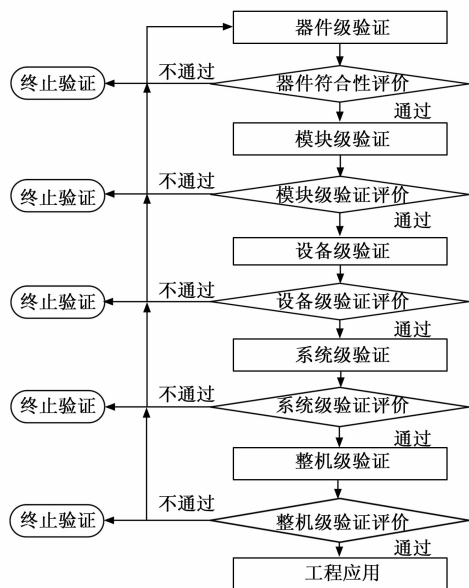 器件级验证
不通过
终止验证
器件符合性评价
通过
模块级验证
不通过
终止验证
模块级验证评价
通过
设备级验证
不通过
终止验证
设备级验证评价
通过
系统级验证
不通过
终止验证
系统级验证评价
通过
整机级验证
不通过
终止验证
整机级验证评价
通过
工程应用